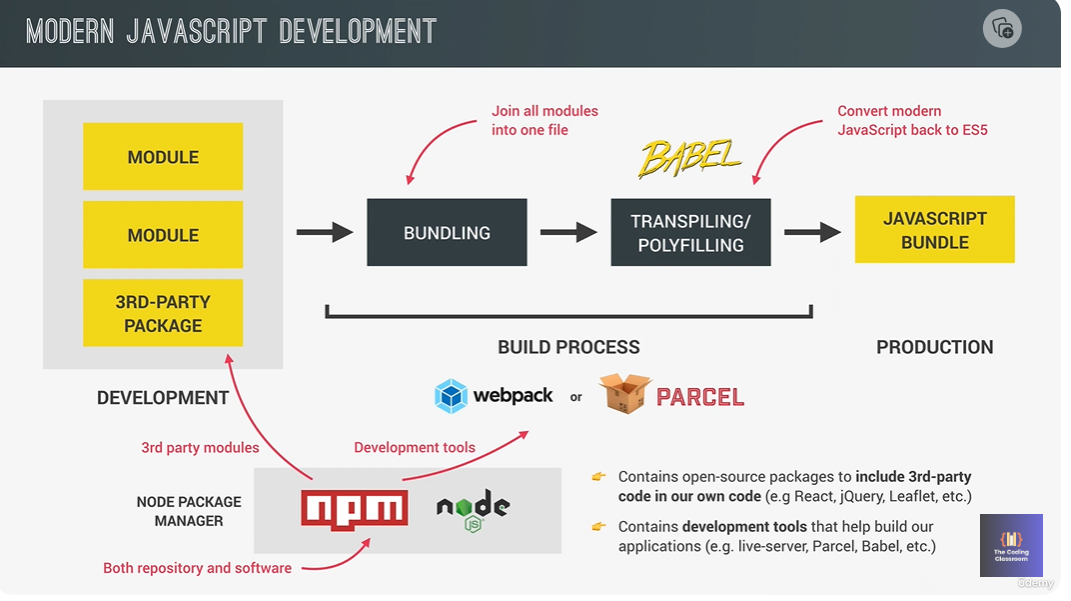 MODERN JAVASCRIPT DEVELOPMENT
MODULE
MODULE
3RD-PARTY
PACKAGE
DEVELOPMENT
Join all modules
into one file
BUNDLING
BABEL
Convert modern
JavaScript back to ES5
TRANSPILING/
POLYFILLING
JAVASCRIPT
BUNDLE
BUILD PROCESS
PRODUCTION
webpack or PARCEL
3rd party modules
Development tools
NODE PACKAGE
MANAGER
npm
node
JS
Both repository and software
👉 Contains open-source packages to include 3rd-party
code in our own code (e.g React, jQuery, Leaflet, etc.)
👉 Contains development tools that help build our
applications (e.g. live-server, Parcel, Babel, etc.)
The Coding
Classroom
ûdemy